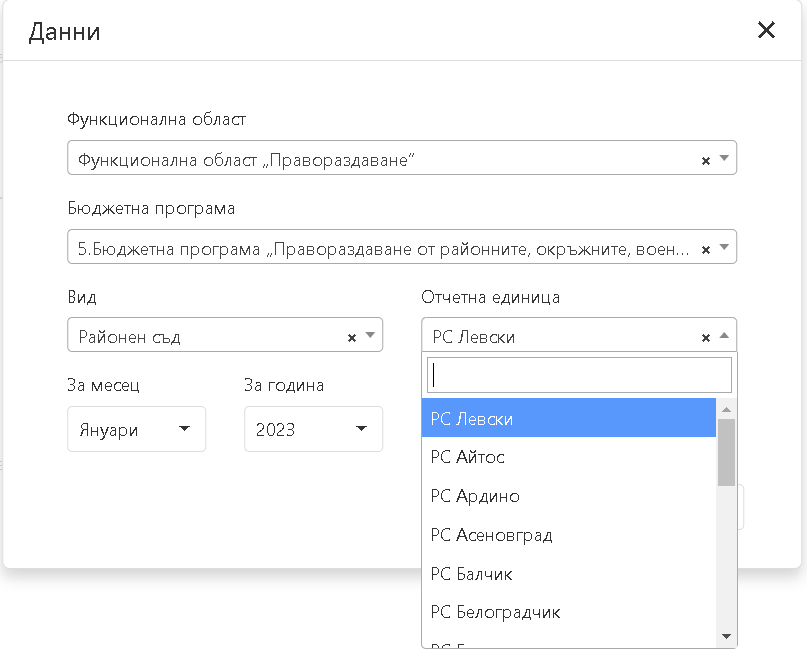 Данни
Функционална област
Функционална област „Правораздаване“
Бюджетна програма
5.Бюджетна програма „Правораздаване от районните, окръжните, воен...
Вид
Отчетна единица
Районен съд
РС Левски
За месец
За година
Януари
2023
РС Левски
РС Айтос
РС Ардино
РС Асеновград
РС Балчик
РС Белоградчик